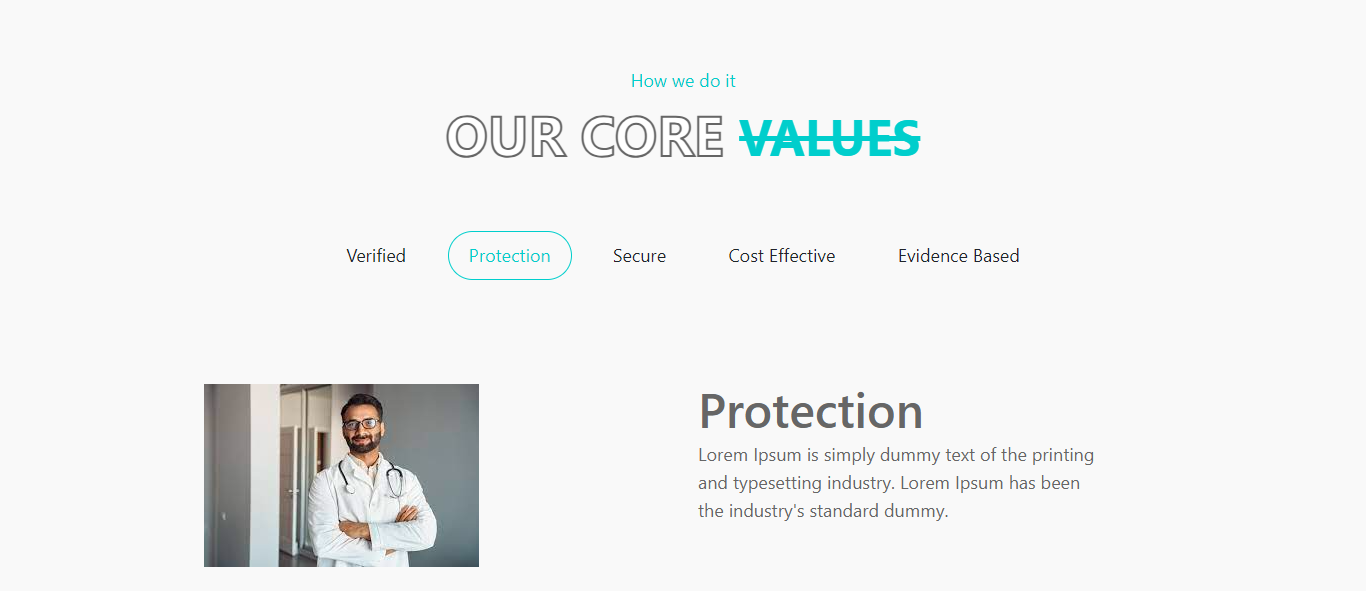 How we do it
OUR CORE VALUES
Verified Protection Secure Cost Effective Evidence Based
Protection
Lorem Ipsum is simply dummy text of the printing
and typesetting industry. Lorem Ipsum has been
the industry's standard dummy.